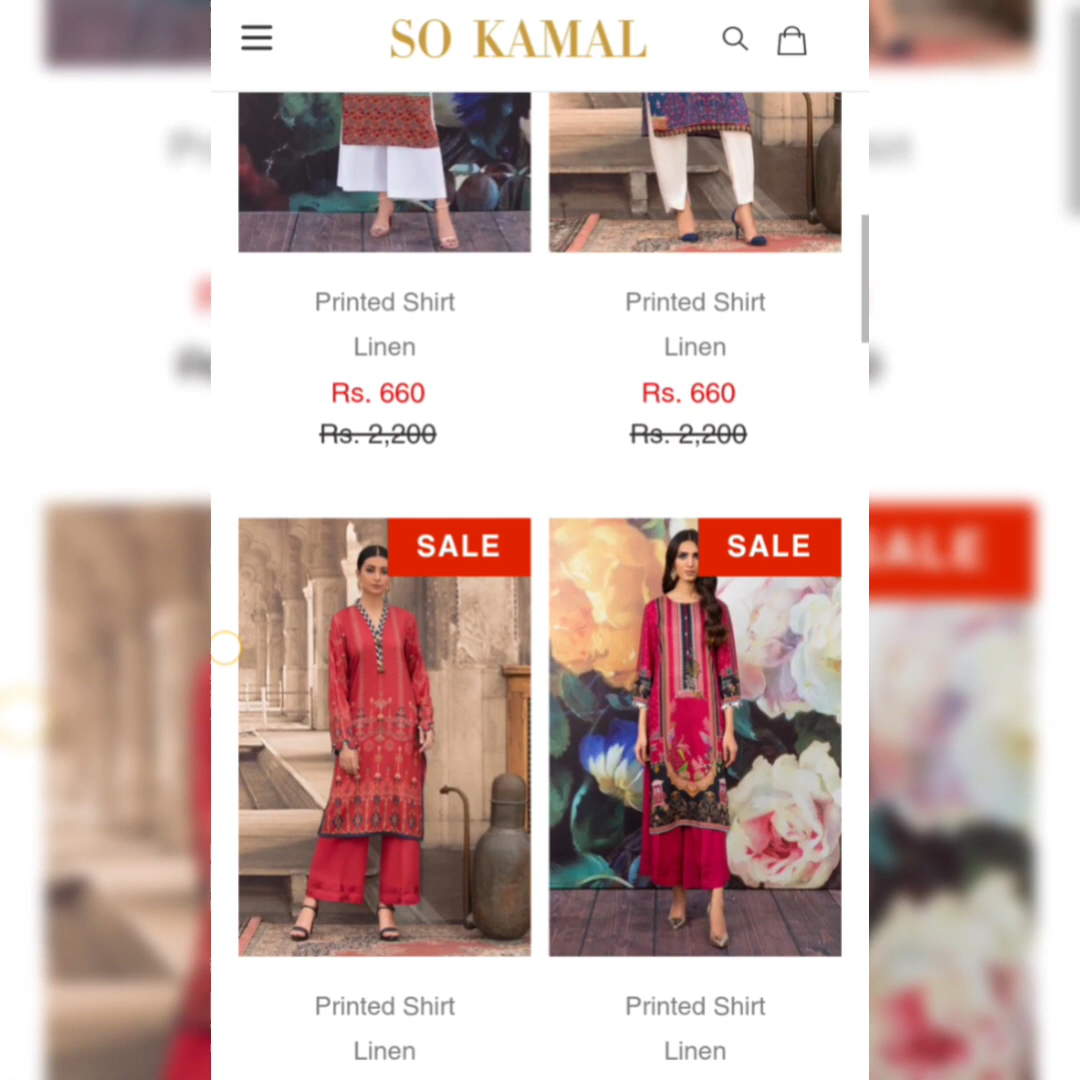 SO KAMAL
Printed Shirt
Linen
Rs. 660
Rs. 2,200
Printed Shirt
Linen
Rs. 660
Rs. 2,200
SALE
SALE
Printed Shirt
Linen
Printed Shirt
Linen